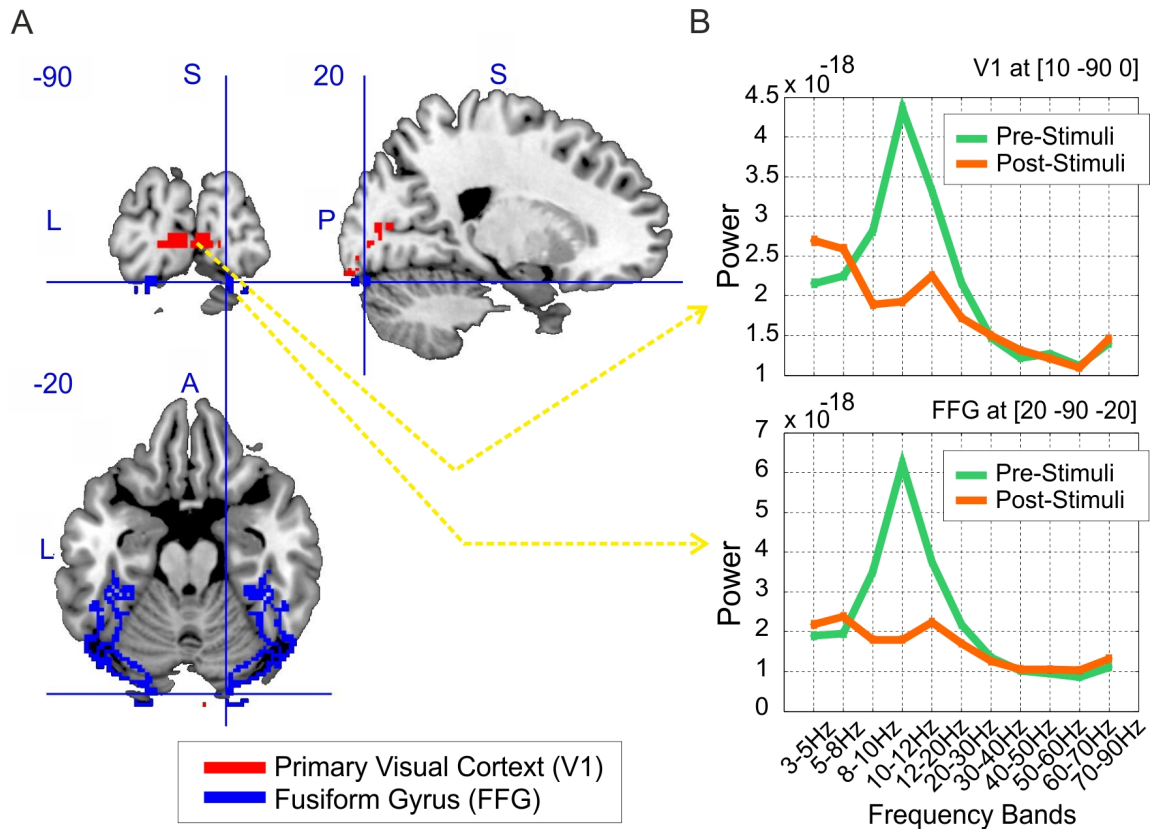 A
-90
S
L
20
S
P
-20
A
L
Primary Visual Cortext (V1)
Fusiform Gyrus (FFG)
B
x 10 -18
V1 at [10 -90 0]
4.5
4
3.5
3
2.5
2
1.5
1
Power
Pre-Stimuli
Post-Stimuli
x 10 -18
FFG at [20 -90 -20]
7
6
5
4
3
2
1
0
Power
Pre-Stimuli
Post-Stimuli
3-5Hz
5-8Hz
8-10Hz
10-12Hz
12-20Hz
20-30Hz
30-40Hz
40-50Hz
50-60Hz
60-70Hz
70-90Hz
Frequency Bands